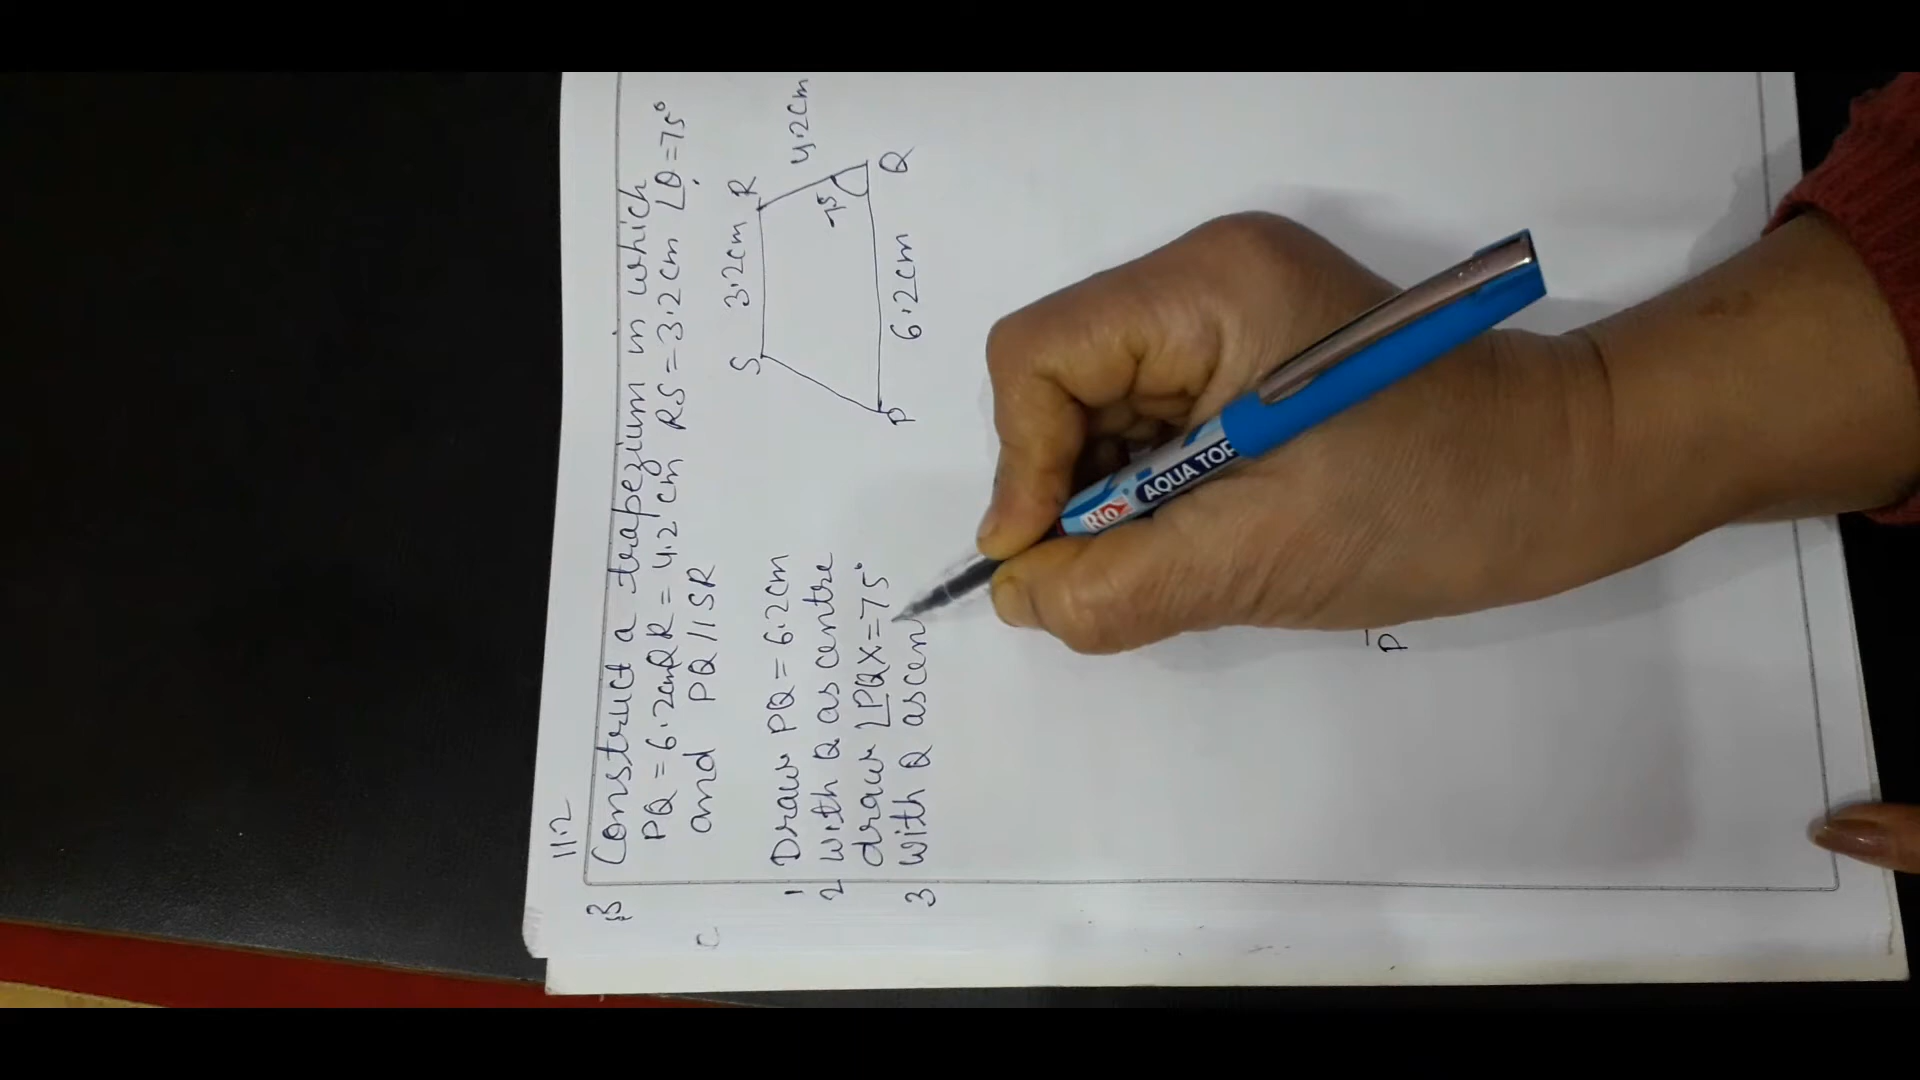 11.2
3 Construct a trapezium in which
PQ = 6.2cm QR = 4.2 cm RS = 3.2 cm ∠Q = 75°
C
and PQ || SR
S 3.2cm R
4.2cm
75
P Q
6.2cm
1 Draw PQ = 6.2cm
2 With Q as centre
draw ∠PQX = 75°
3 With Q as cen
P
Rio AQUA TOP